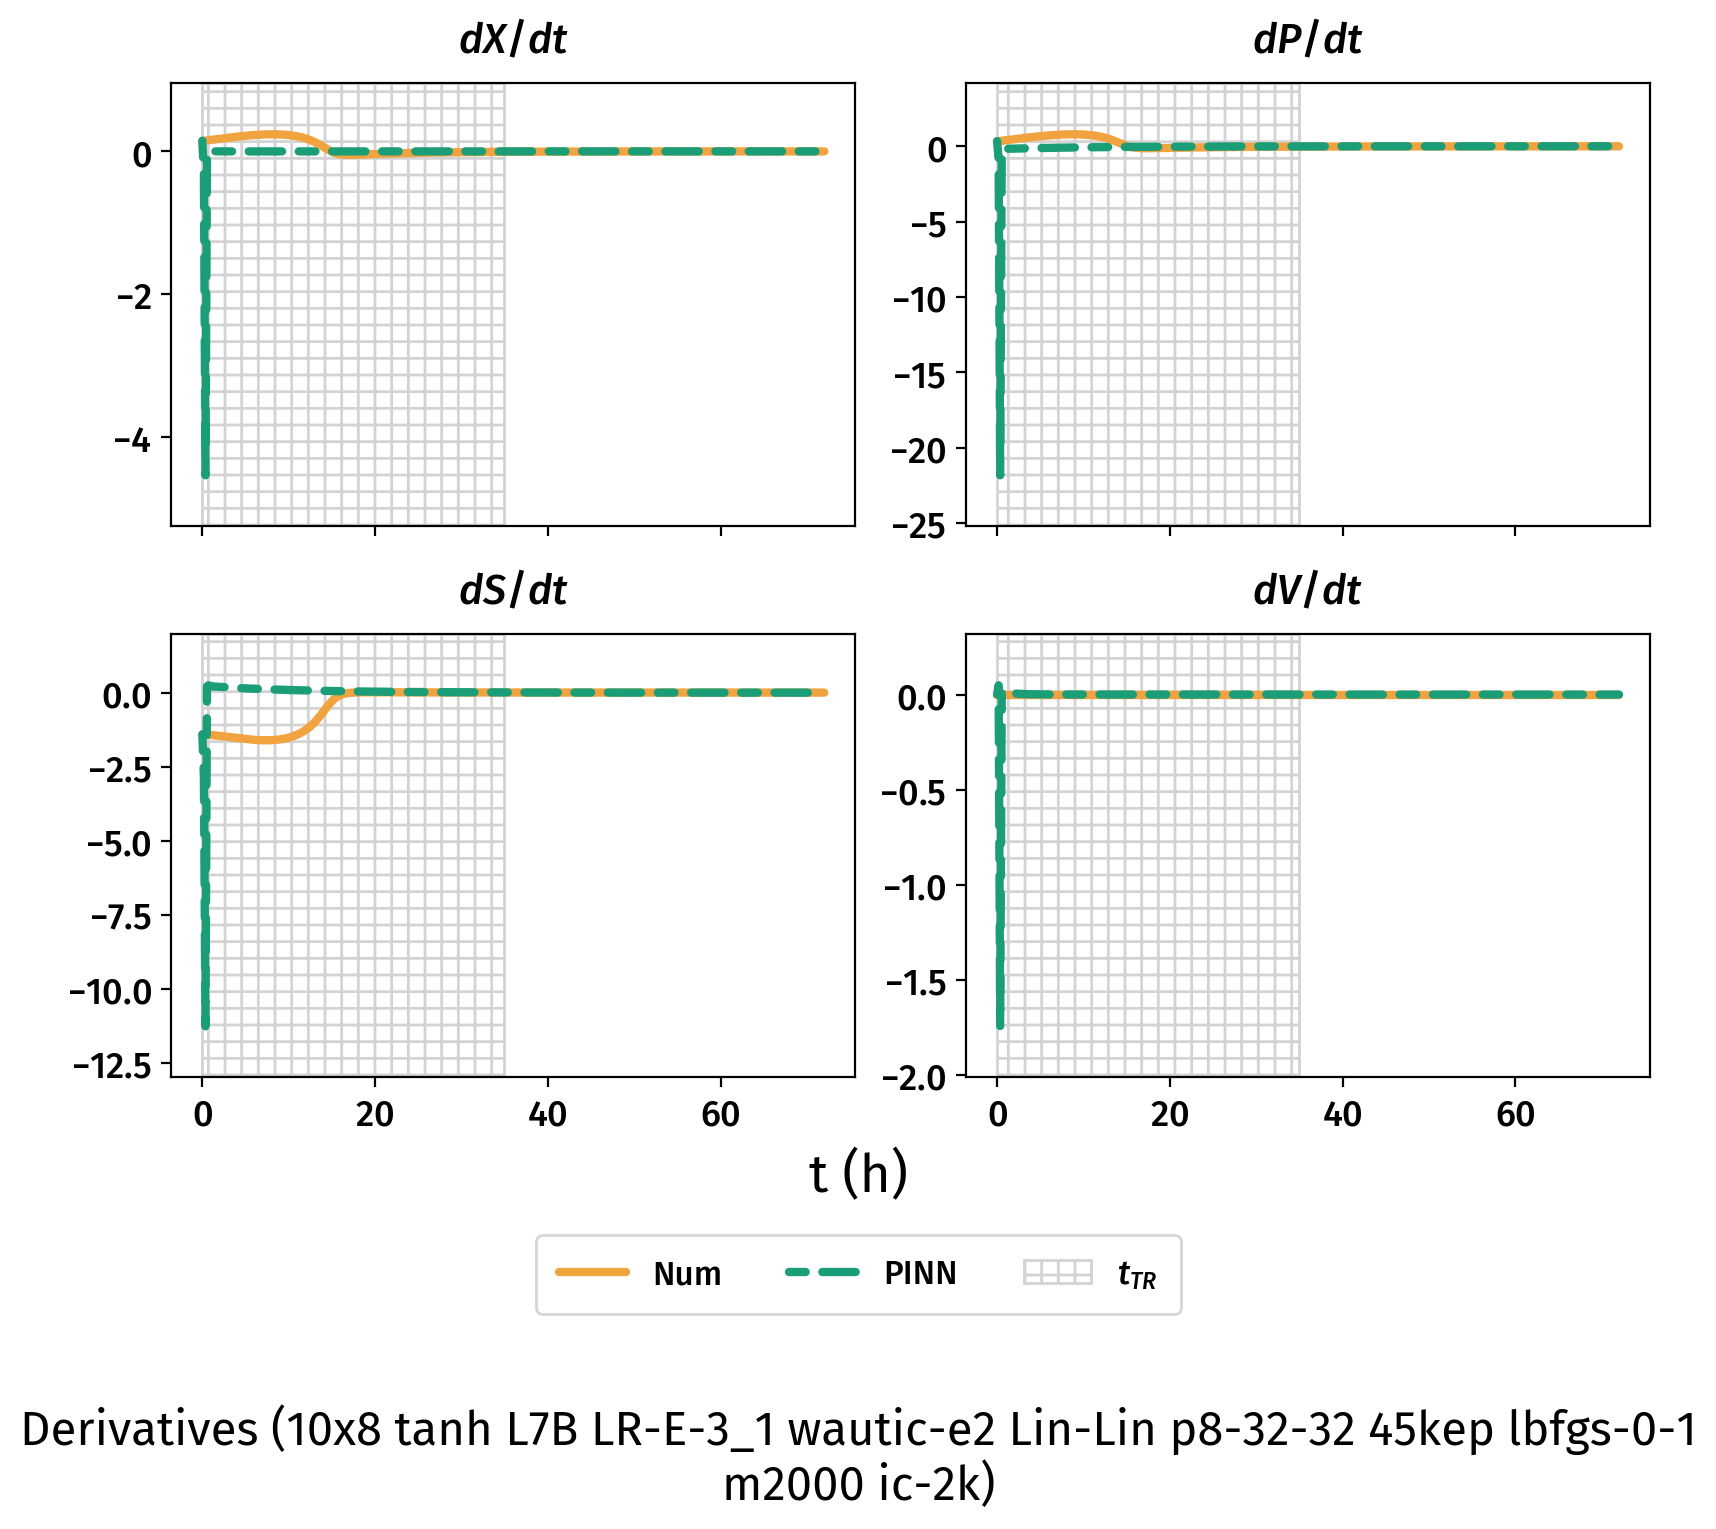 dX/dt
dP/dt
0
−2
−4
0
−5
−10
−15
−20
−25
dS/dt
dV/dt
0.0
−2.5
−5.0
−7.5
−10.0
−12.5
0.0
−0.5
−1.0
−1.5
−2.0
0 20 40 60
0 20 40 60
t (h)
Num PINN tTR
Derivatives (10x8 tanh L7B LR-E-3_1 wautic-e2 Lin-Lin p8-32-32 45kep lbfgs-0-1
m2000 ic-2k)